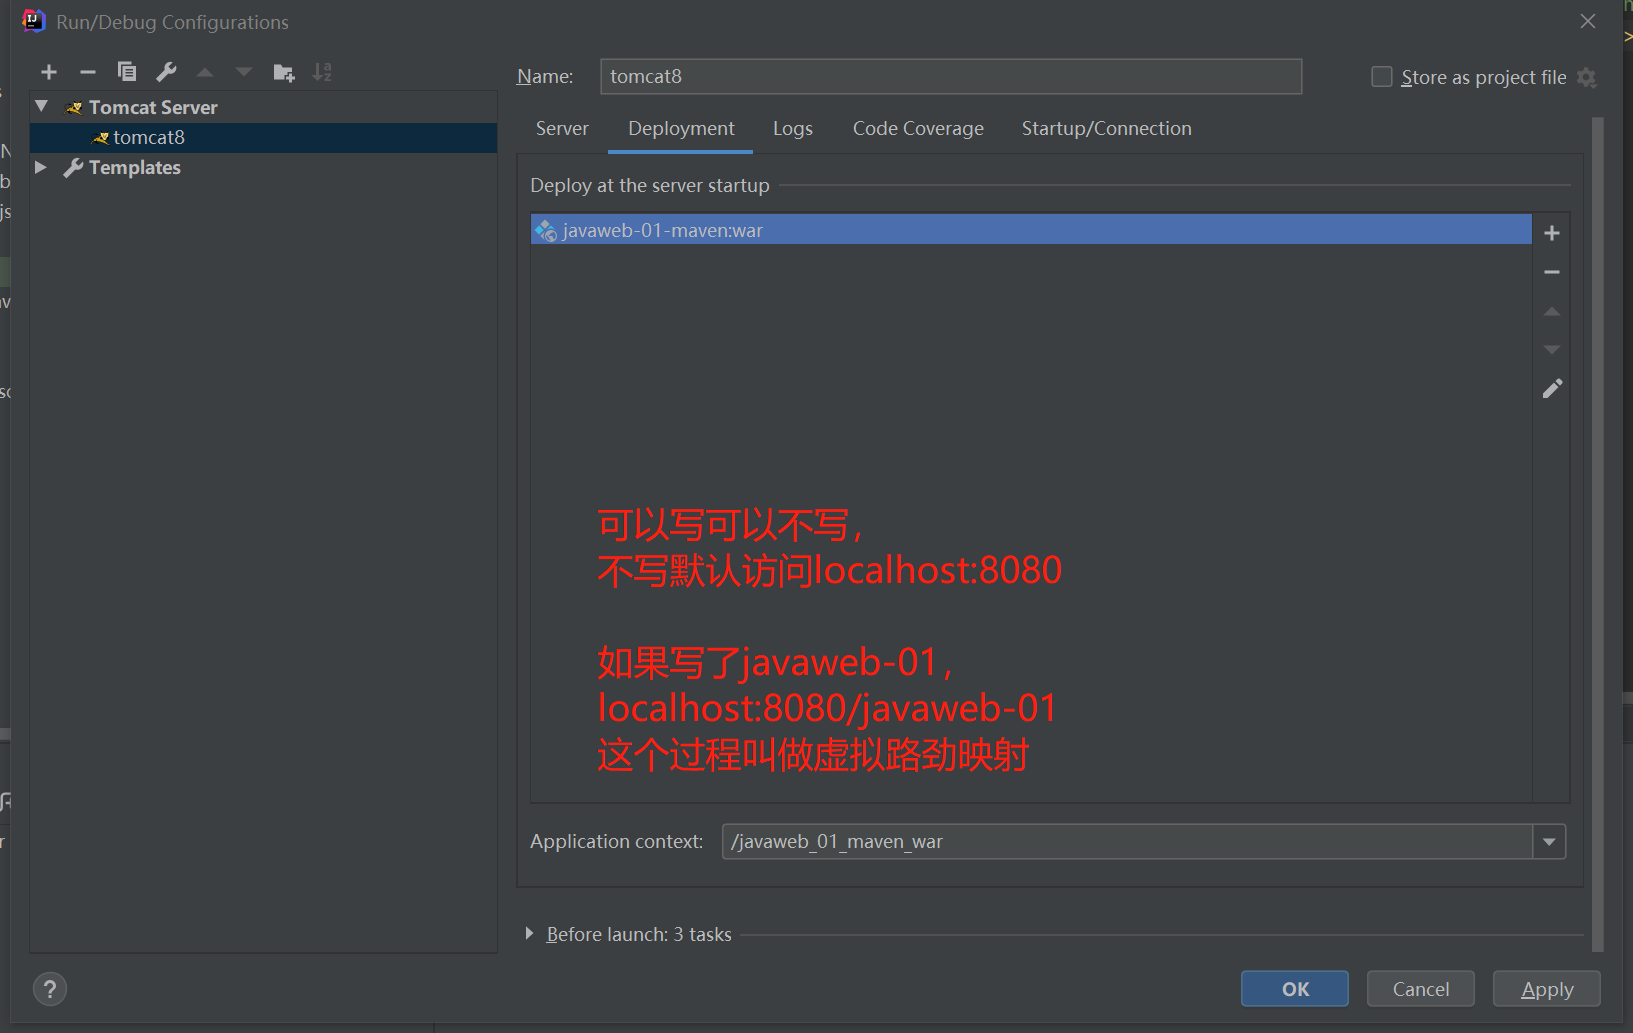 Run/Debug Configurations
Name: tomcat8
Store as project file
Tomcat Server
tomcat8
Templates
Server Deployment Logs Code Coverage Startup/Connection
Deploy at the server startup
javaweb-01-maven:war
可以写可以不写，
不写默认访问localhost:8080
如果写了javaweb-01，
localhost:8080/javaweb-01
这个过程叫做虚拟路劲映射
Application context: /javaweb_01_maven_war
Before launch: 3 tasks
?
OK Cancel Apply